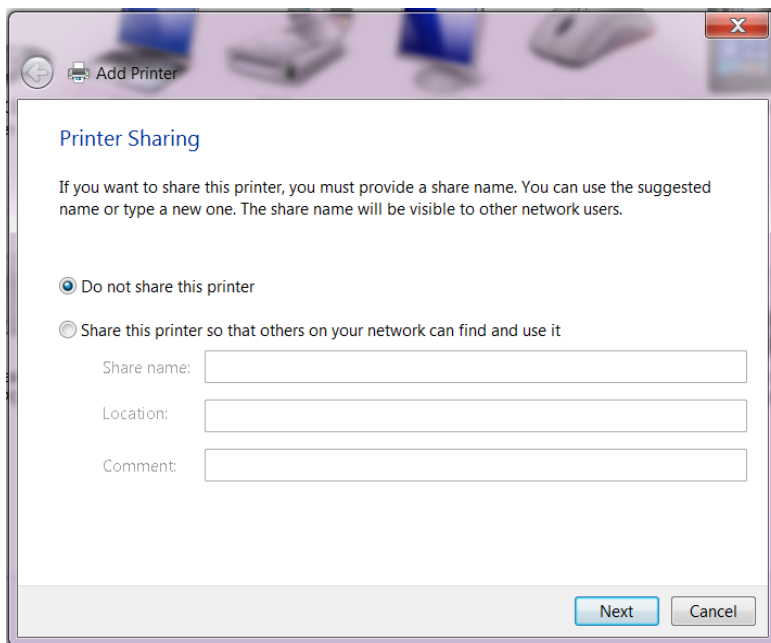 Add Printer
Printer Sharing
If you want to share this printer, you must provide a share name. You can use the suggested
name or type a new one. The share name will be visible to other network users.
Do not share this printer
Share this printer so that others on your network can find and use it
Share name:
Location:
Comment:
Next Cancel